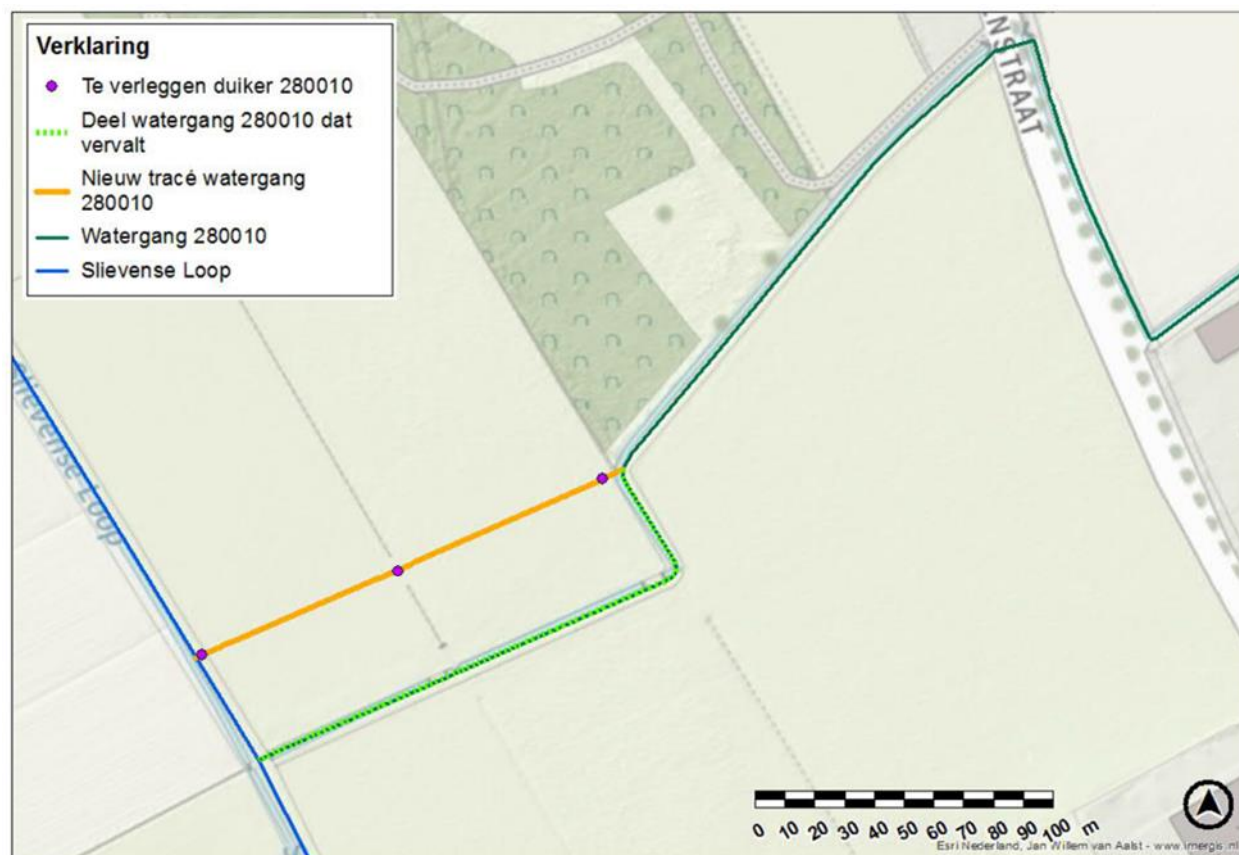 Verklaring
Te verleggen duiker 280010
Deel watergang 280010 dat
vervalt
Nieuw tracé watergang
280010
Watergang 280010
Slievense Loop
NSTRAAT
Slievense Loop
0 10 20 30 40 50 60 70 80 90 100 m
Esri Nederland, Jan Willem van Aalst - www.imergis.nl